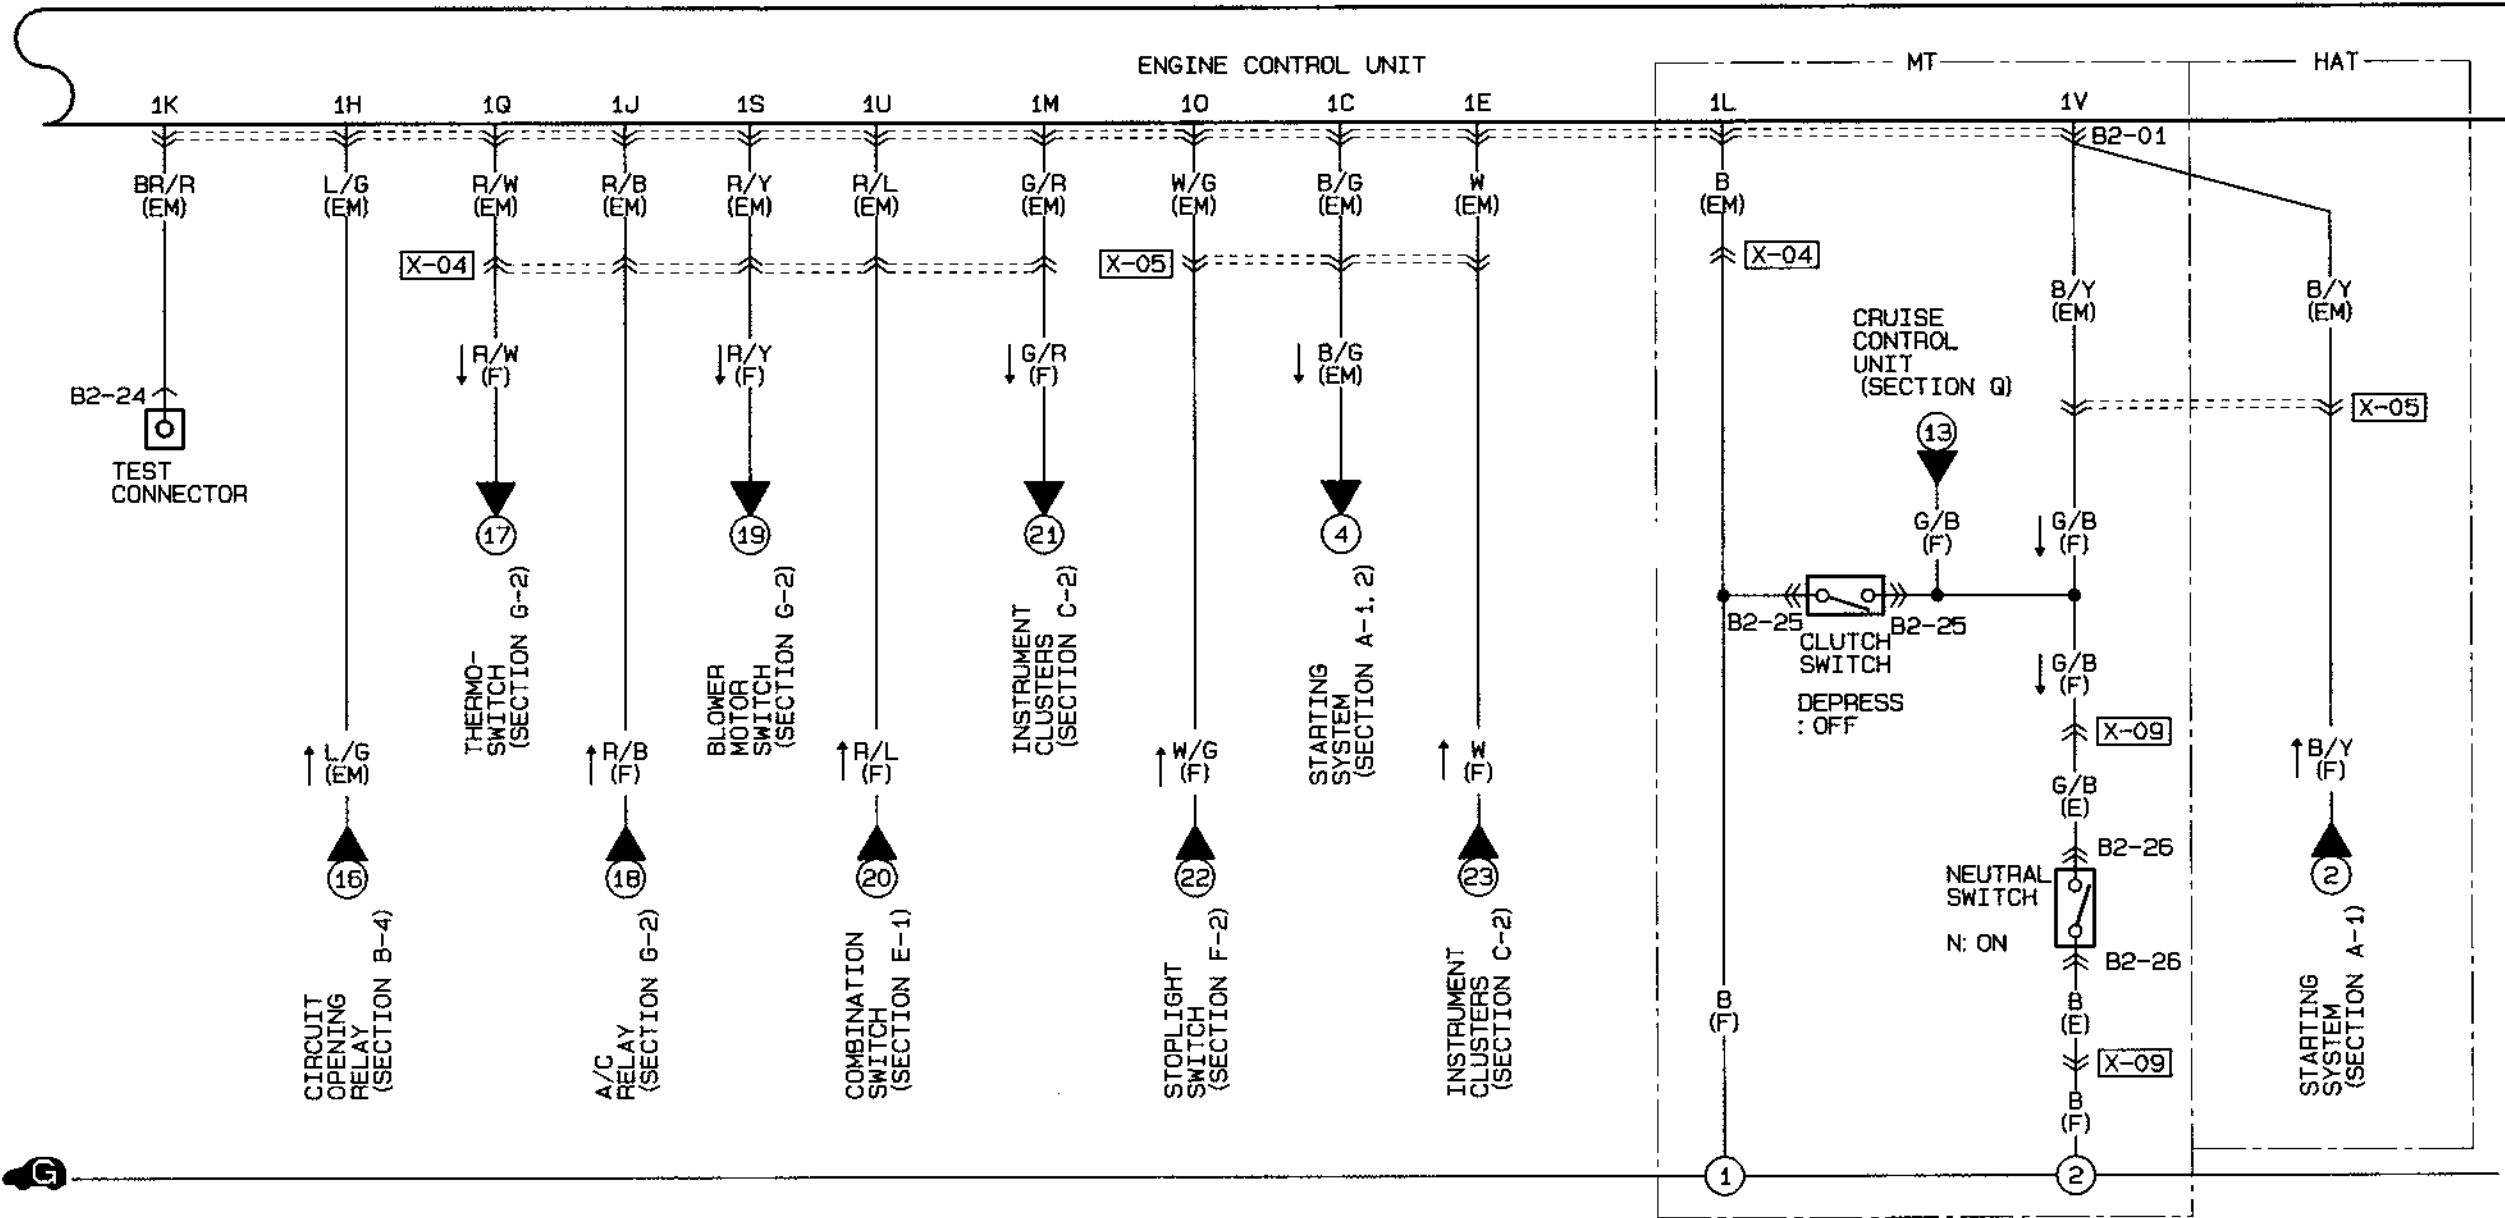 ENGINE CONTROL UNIT
MT
HAT
1K
1H
1Q
1J
1S
1U
1M
1O
1C
1E
1L
1V
B2-01
BR/R
(EM)
L/G
(EM)
R/W
(EM)
R/B
(EM)
R/Y
(EM)
R/L
(EM)
G/R
(EM)
W/G
(EM)
B/G
(EM)
W
(EM)
B
(EM)
X-04
X-05
X-04
B/Y
(EM)
B/Y
(EM)
CRUISE
CONTROL
UNIT
(SECTION Q)
R/W
(F)
R/Y
(F)
G/R
(F)
B/G
(EM)
B2-24
X-05
13
TEST
CONNECTOR
17
19
21
4
G/B
(F)
G/B
(F)
THERMO-
SWITCH
(SECTION G-2)
BLOWER
MOTOR
SWITCH
(SECTION G-2)
INSTRUMENT
CLUSTERS
(SECTION C-2)
STARTING
SYSTEM
(SECTION A-1, 2)
B2-25
B2-25
CLUTCH
SWITCH
DEPRESS
: OFF
G/B
(F)
X-09
L/G
(EM)
R/B
(F)
R/L
(F)
W/G
(F)
W
(F)
B/Y
(F)
G/B
(E)
B2-26
16
18
20
22
23
2
NEUTRAL
SWITCH
N: ON
B2-26
CIRCUIT
OPENING
RELAY
(SECTION B-4)
A/C
RELAY
(SECTION G-2)
COMBINATION
SWITCH
(SECTION E-1)
STOPLIGHT
SWITCH
(SECTION F-2)
INSTRUMENT
CLUSTERS
(SECTION C-2)
STARTING
SYSTEM
(SECTION A-1)
B
(F)
B
(E)
X-09
B
(F)
G
1
2